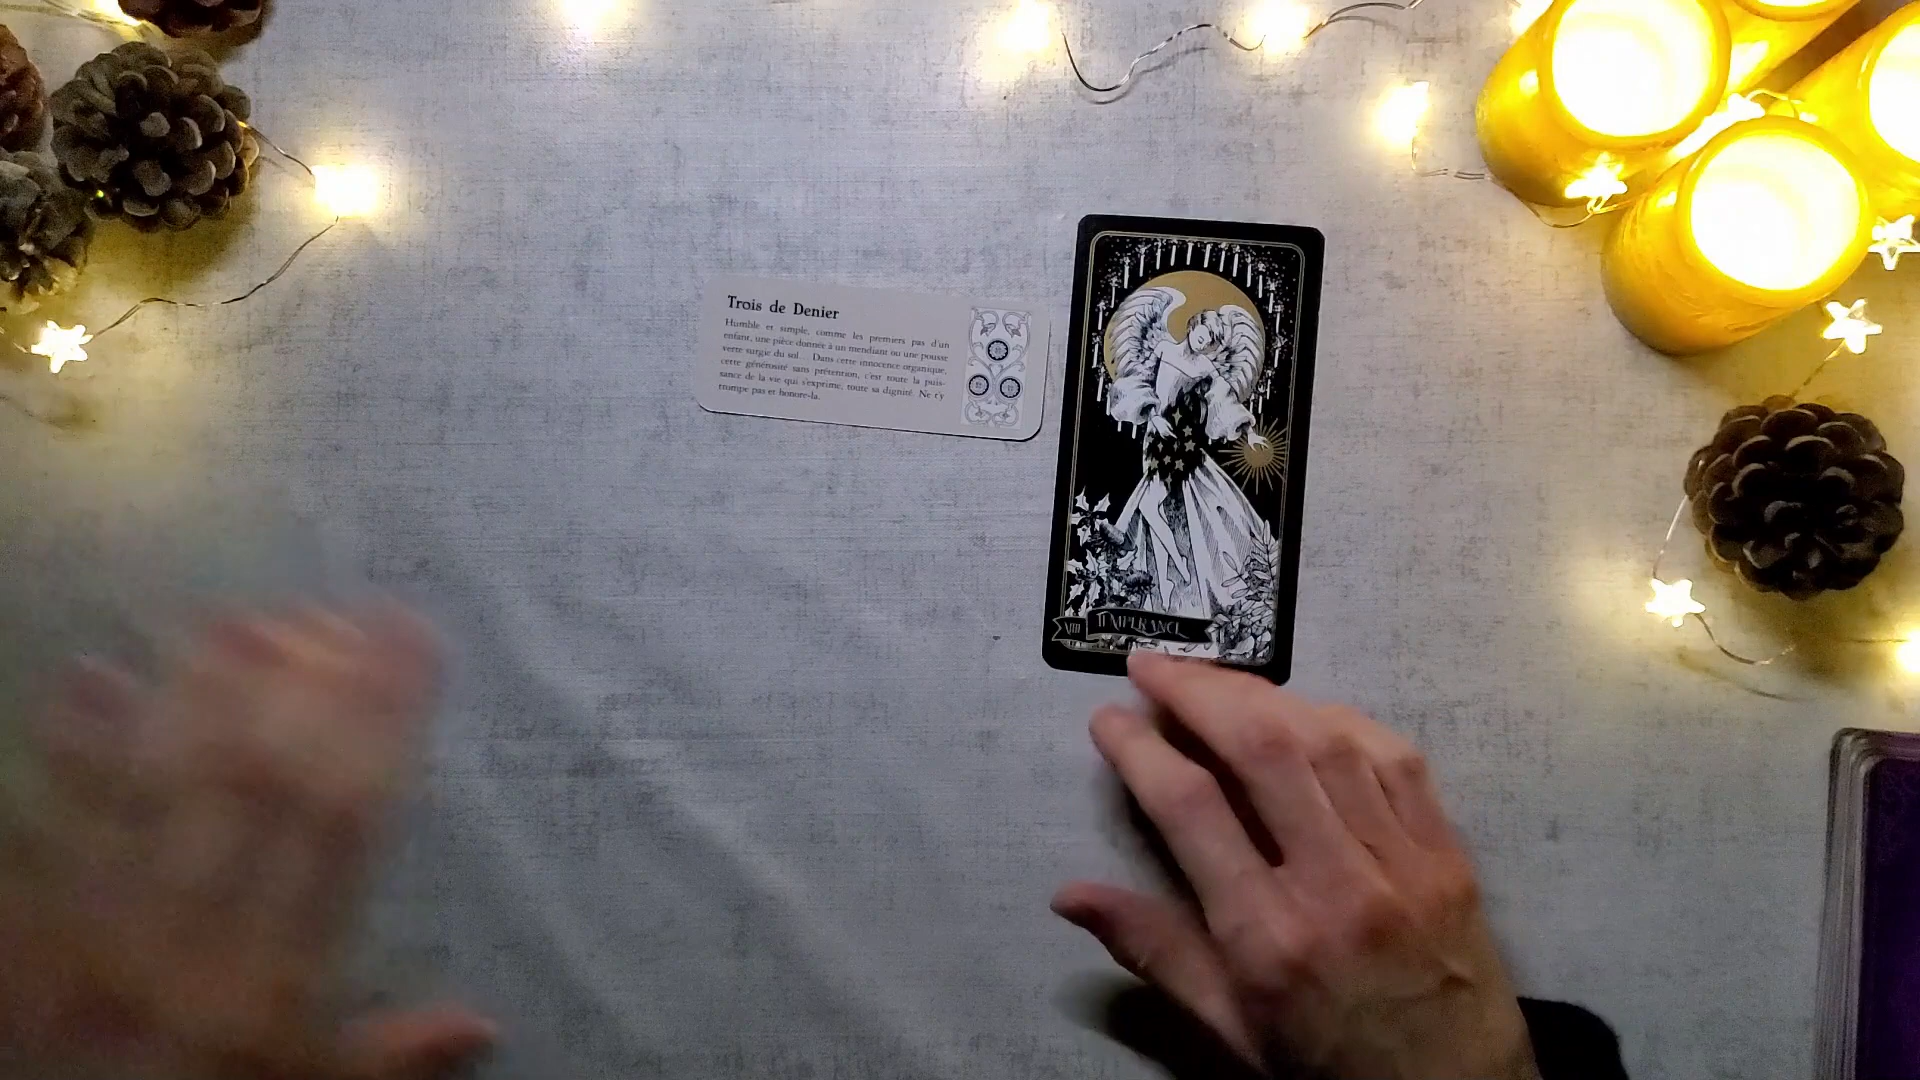 Trois de Denier
Humble et simple, comme les premiers pas d'un
enfant, une pièce donnée à un mendiant ou une pousse
verte surgie du sol... Dans cette innocence organique,
cette générosité sans prétention, c'est toute la puis-
sance de la vie qui s'exprime, toute sa dignité. Ne t'y
trompe pas et honore-la.
VIII TEMPERANCE